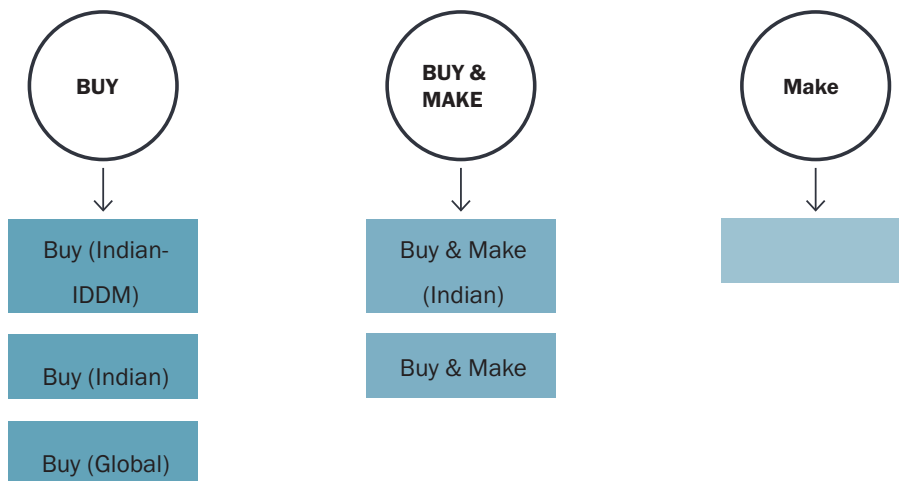 BUY
BUY &
MAKE
Make
Buy (Indian-
IDDM)
Buy & Make
(Indian)
Buy (Indian)
Buy & Make
Buy (Global)